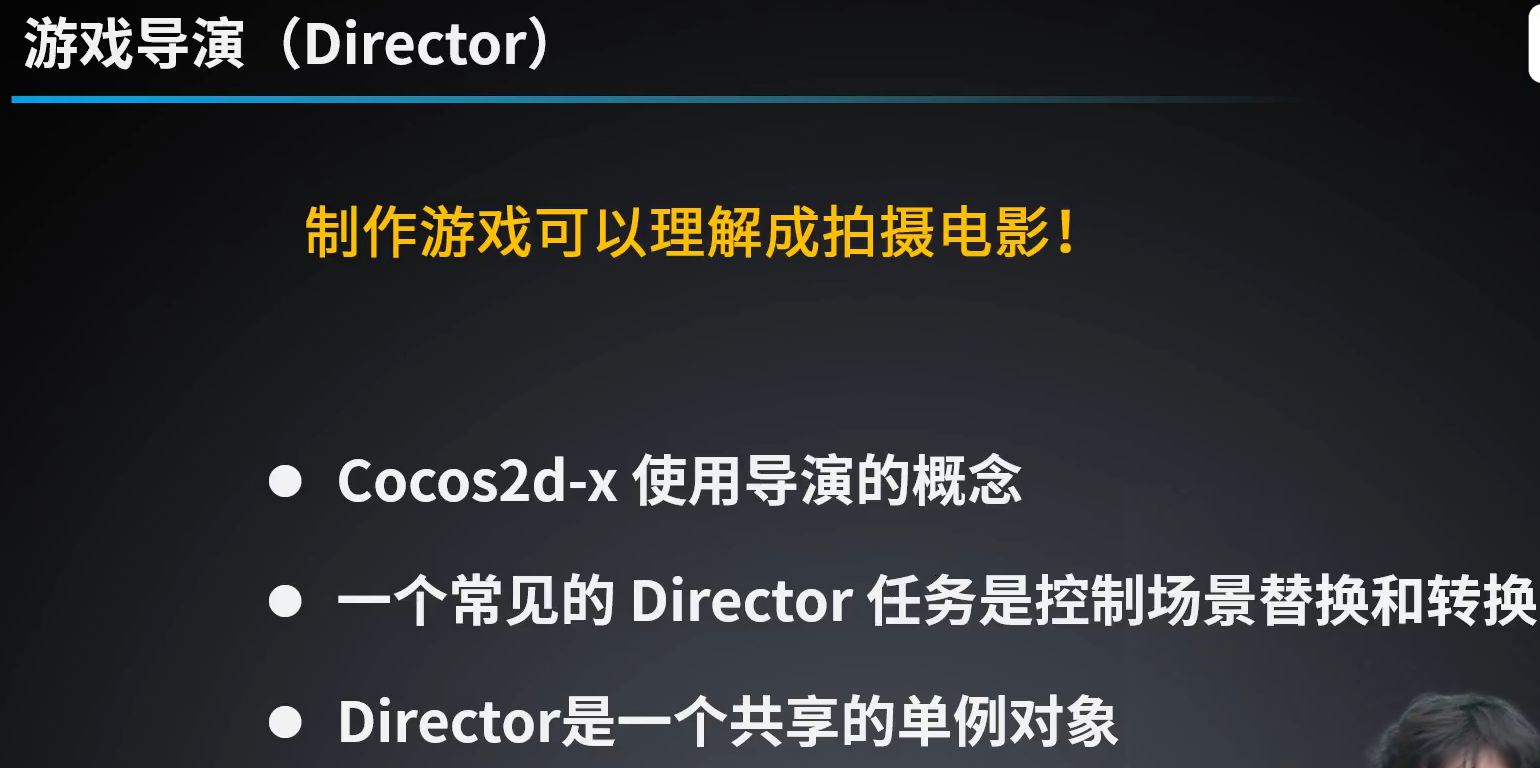 游戏导演（Director）
制作游戏可以理解成拍摄电影！
Cocos2d-x 使用导演的概念
一个常见的 Director 任务是控制场景替换和转换
Director是一个共享的单例对象